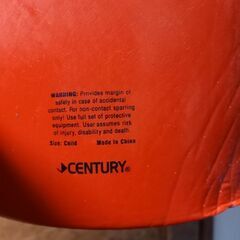 WARNING: Provides margin of
safety in case of accidental
contact. For non-contact sparring
only! Use full set of protective
equipment. User assumes risk
of injury, disability and death.
Size: Child Made in China
CENTURY®